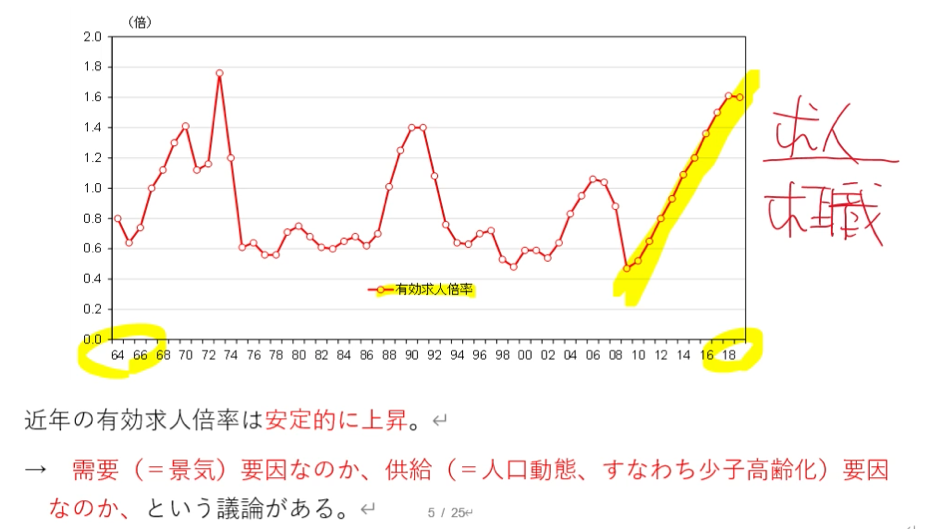 （倍）
2.0
1.8
1.6
1.4
1.2
1.0
0.8
0.6
0.4
0.2
0.0
有効求人倍率
64 66 68 70 72 74 76 78 80 82 84 86 88 90 92 94 96 98 00 02 04 06 08 10 12 14 16 18
求人
求職
近年の有効求人倍率は安定的に上昇。↵
→　需要（＝景気）要因なのか、供給（＝人口動態、すなわち少子高齢化）要因
なのか、という議論がある。↵
5 / 25↵